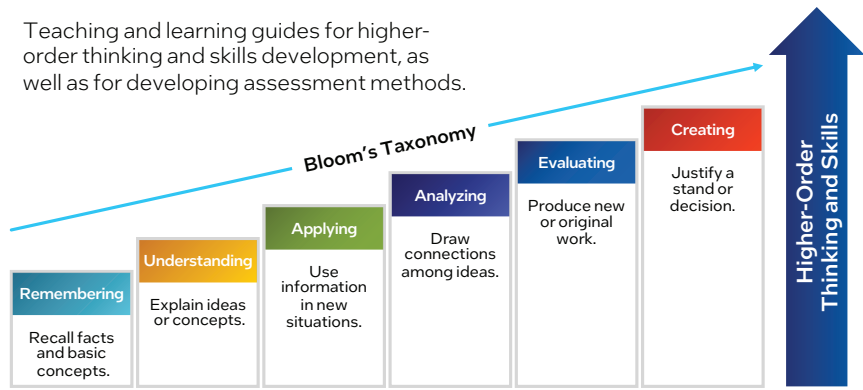 Teaching and learning guides for higher-
order thinking and skills development, as
well as for developing assessment methods.
Bloom's Taxonomy
Remembering
Recall facts
and basic
concepts.
Understanding
Explain ideas
or concepts.
Applying
Use
information
in new
situations.
Analyzing
Draw
connections
among ideas.
Evaluating
Produce new
or original
work.
Creating
Justify a
stand or
decision.
Higher-Order
Thinking and Skills